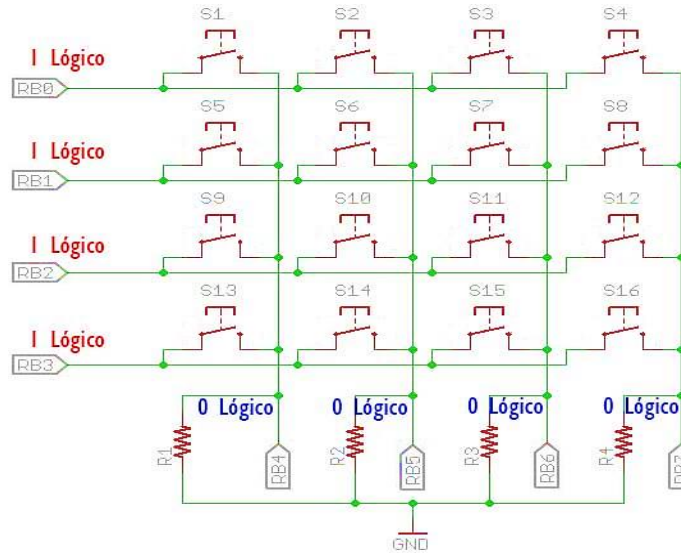 S1 S2 S3 S4
1 Lógico
RB0
S5 S6 S7 S8
1 Lógico
RB1
S9 S10 S11 S12
1 Lógico
RB2
S13 S14 S15 S16
1 Lógico
RB3
0 Lógico 0 Lógico 0 Lógico 0 Lógico
R1 RB4 R2 RB5 R3 RB6 R4
GND